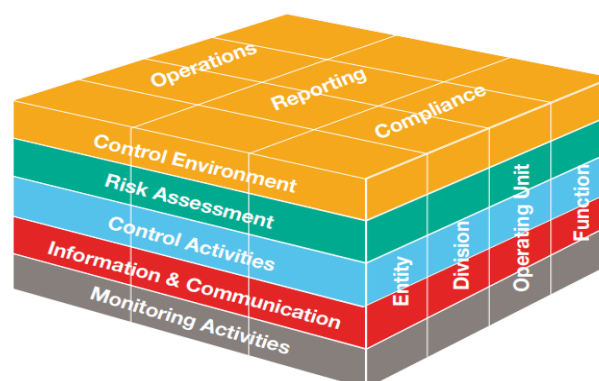 Operations
Reporting
Compliance
Control Environment
Risk Assessment
Control Activities
Information & Communication
Monitoring Activities
Entity
Division
Operating Unit
Function